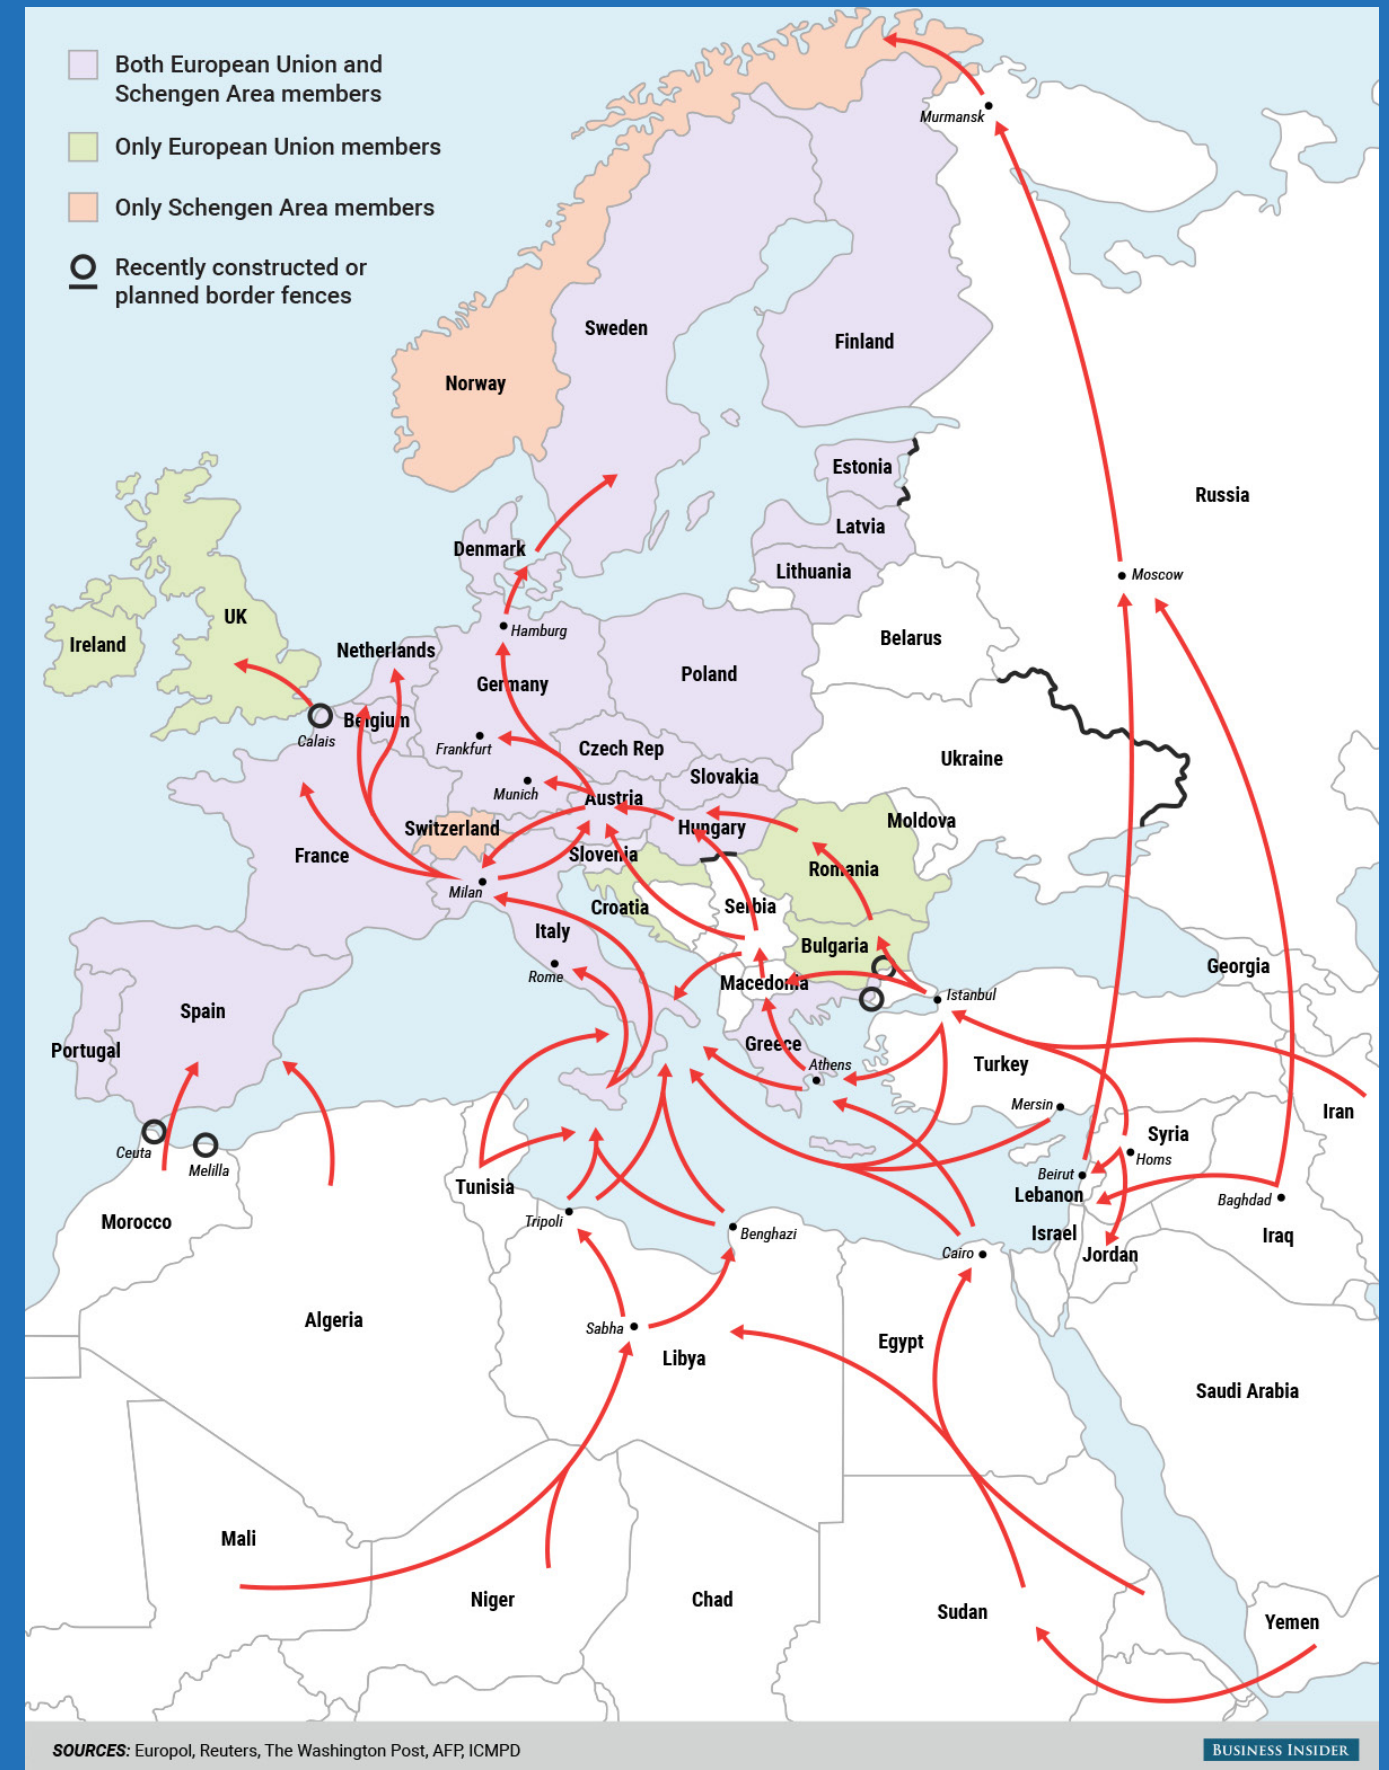 Both European Union and
Schengen Area members
Only European Union members
Only Schengen Area members
Recently constructed or
planned border fences
Murmansk
Sweden
Finland
Norway
Estonia
Russia
Latvia
Denmark
Lithuania
Moscow
UK
Hamburg
Ireland
Netherlands
Belarus
Germany
Poland
Belgium
Calais
Frankfurt
Czech Rep
Ukraine
Slovakia
Munich
Austria
Switzerland
Hungary
Moldova
France
Slovenia
Romania
Milan
Croatia
Serbia
Italy
Bulgaria
Rome
Macedonia
Georgia
Istanbul
Spain
Portugal
Greece
Athens
Turkey
Mersin
Iran
Syria
Ceuta
Melilla
Homs
Beirut
Tunisia
Lebanon
Baghdad
Morocco
Tripoli
Benghazi
Israel
Iraq
Cairo
Jordan
Algeria
Sabha
Libya
Egypt
Saudi Arabia
Mali
Niger
Chad
Sudan
Yemen
SOURCES: Europol, Reuters, The Washington Post, AFP, ICMPD
BUSINESS INSIDER